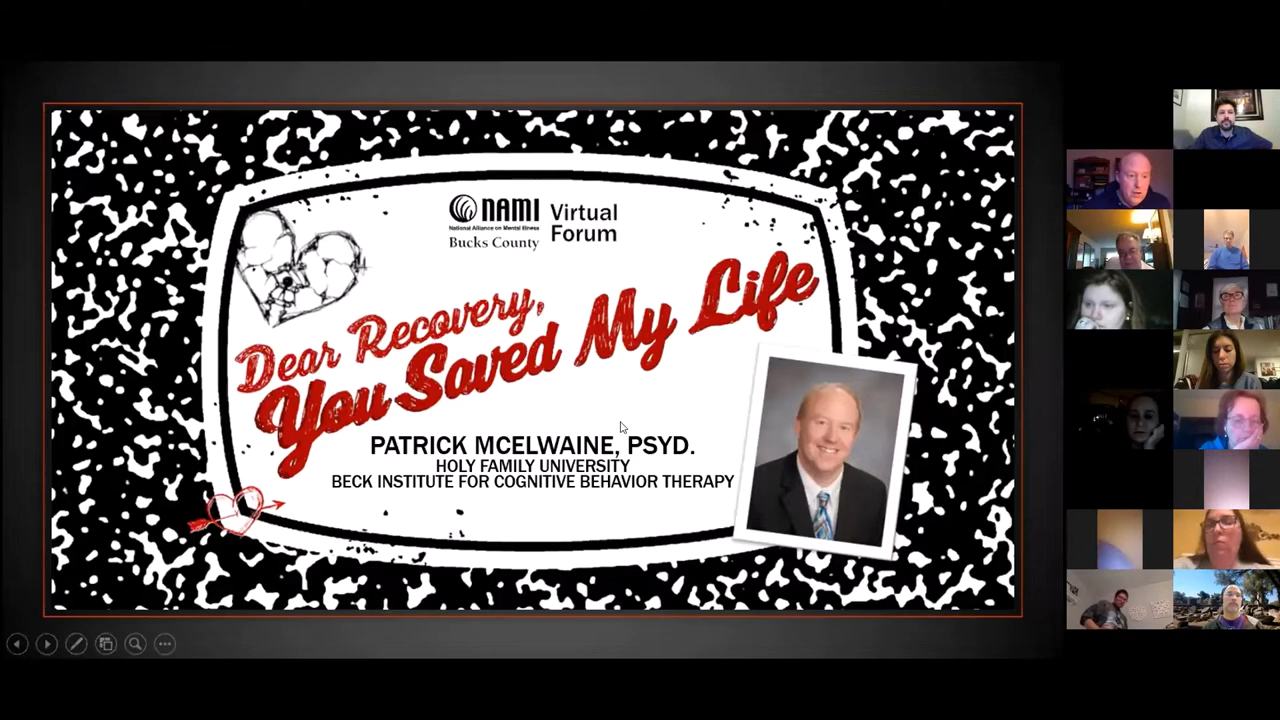 NAMI
National Alliance on Mental Illness
Bucks County
Virtual
Forum
Dear Recovery,
You Saved My Life
PATRICK MCELWAINE, PSYD.
HOLY FAMILY UNIVERSITY
BECK INSTITUTE FOR COGNITIVE BEHAVIOR THERAPY